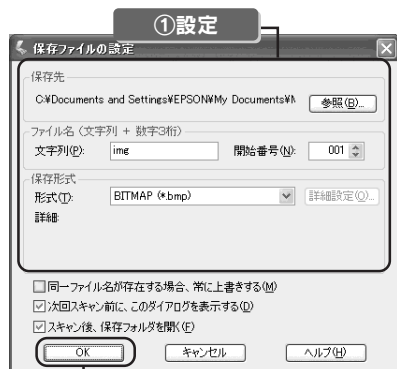 ①設定
保存ファイルの設定
保存先
C:¥Documents and Settings¥EPSON¥My Documents¥M
参照(B)...
ファイル名(文字列 + 数字3桁)
文字列(P): img 開始番号(N): 001
保存形式
形式(T): BITMAP (*.bmp) 詳細設定(O)...
詳細:
同一ファイル名が存在する場合、常に上書きする(M)
次回スキャン前に、このダイアログを表示する(D)
スキャン後、保存フォルダを開く(F)
OK キャンセル ヘルプ(H)